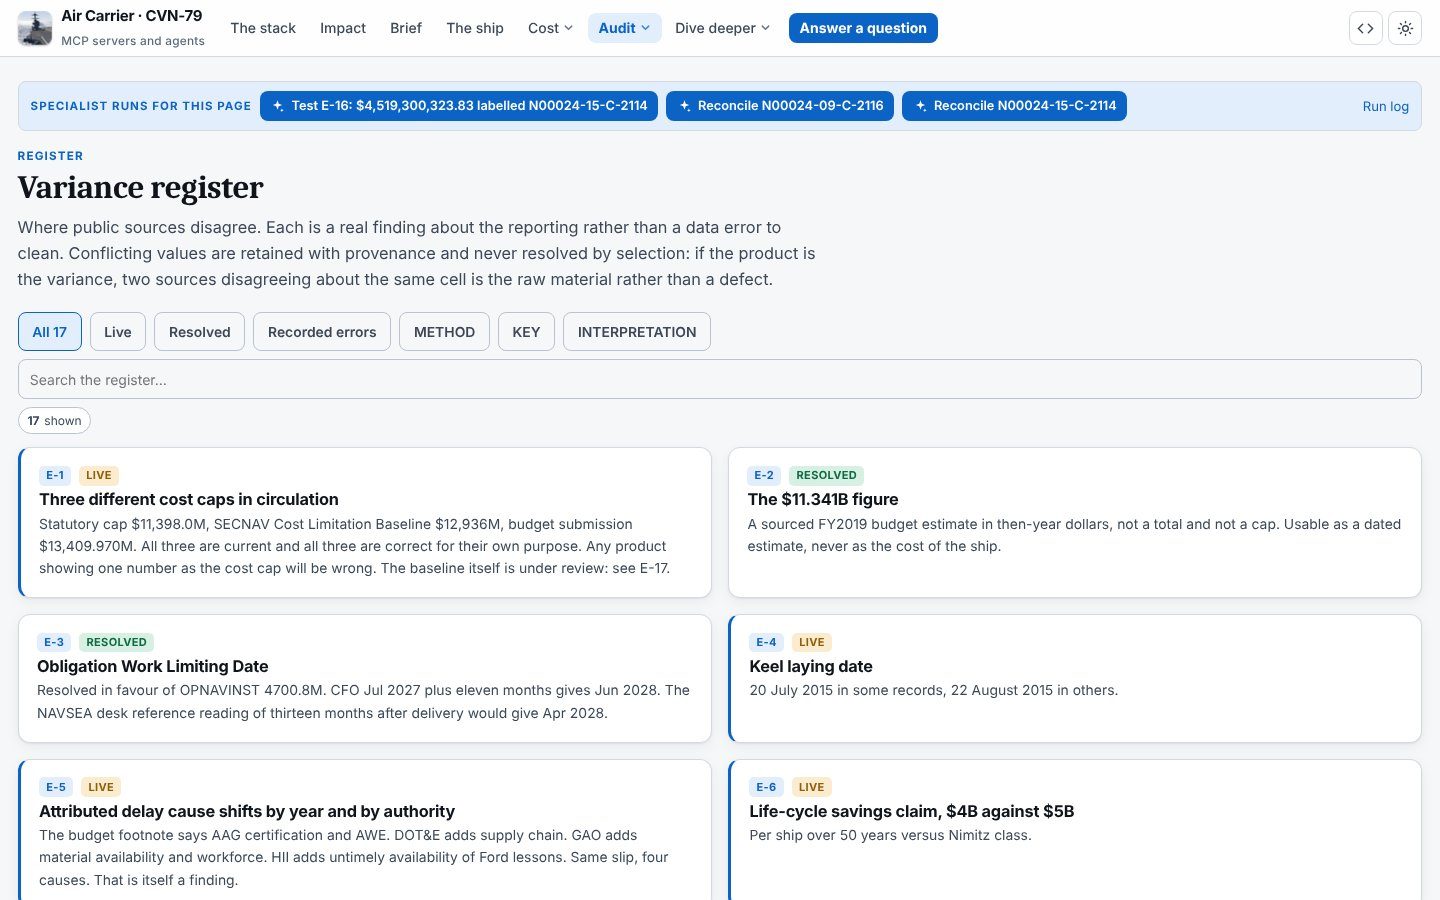 Air Carrier · CVN-79
MCP servers and agents
The stack
Impact
Brief
The ship
Cost
Audit
Dive deeper
Answer a question
SPECIALIST RUNS FOR THIS PAGE
Test E-16: $4,519,300,323.83 labelled N00024-15-C-2114
Reconcile N00024-09-C-2116
Reconcile N00024-15-C-2114
Run log
REGISTER
Variance register
Where public sources disagree. Each is a real finding about the reporting rather than a data error to
clean. Conflicting values are retained with provenance and never resolved by selection: if the product is
the variance, two sources disagreeing about the same cell is the raw material rather than a defect.
All 17
Live
Resolved
Recorded errors
METHOD
KEY
INTERPRETATION
Search the register...
17 shown
E-1 LIVE
Three different cost caps in circulation
Statutory cap $11,398.0M, SECNAV Cost Limitation Baseline $12,936M, budget submission
$13,409.970M. All three are current and all three are correct for their own purpose. Any product
showing one number as the cost cap will be wrong. The baseline itself is under review: see E-17.
E-2 RESOLVED
The $11.341B figure
A sourced FY2019 budget estimate in then-year dollars, not a total and not a cap. Usable as a dated
estimate, never as the cost of the ship.
E-3 RESOLVED
Obligation Work Limiting Date
Resolved in favour of OPNAVINST 4700.8M. CFO Jul 2027 plus eleven months gives Jun 2028. The
NAVSEA desk reference reading of thirteen months after delivery would give Apr 2028.
E-4 LIVE
Keel laying date
20 July 2015 in some records, 22 August 2015 in others.
E-5 LIVE
Attributed delay cause shifts by year and by authority
The budget footnote says AAG certification and AWE. DOT&E adds supply chain. GAO adds
material availability and workforce. HII adds untimely availability of Ford lessons. Same slip, four
causes. That is itself a finding.
E-6 LIVE
Life-cycle savings claim, $4B against $5B
Per ship over 50 years versus Nimitz class.